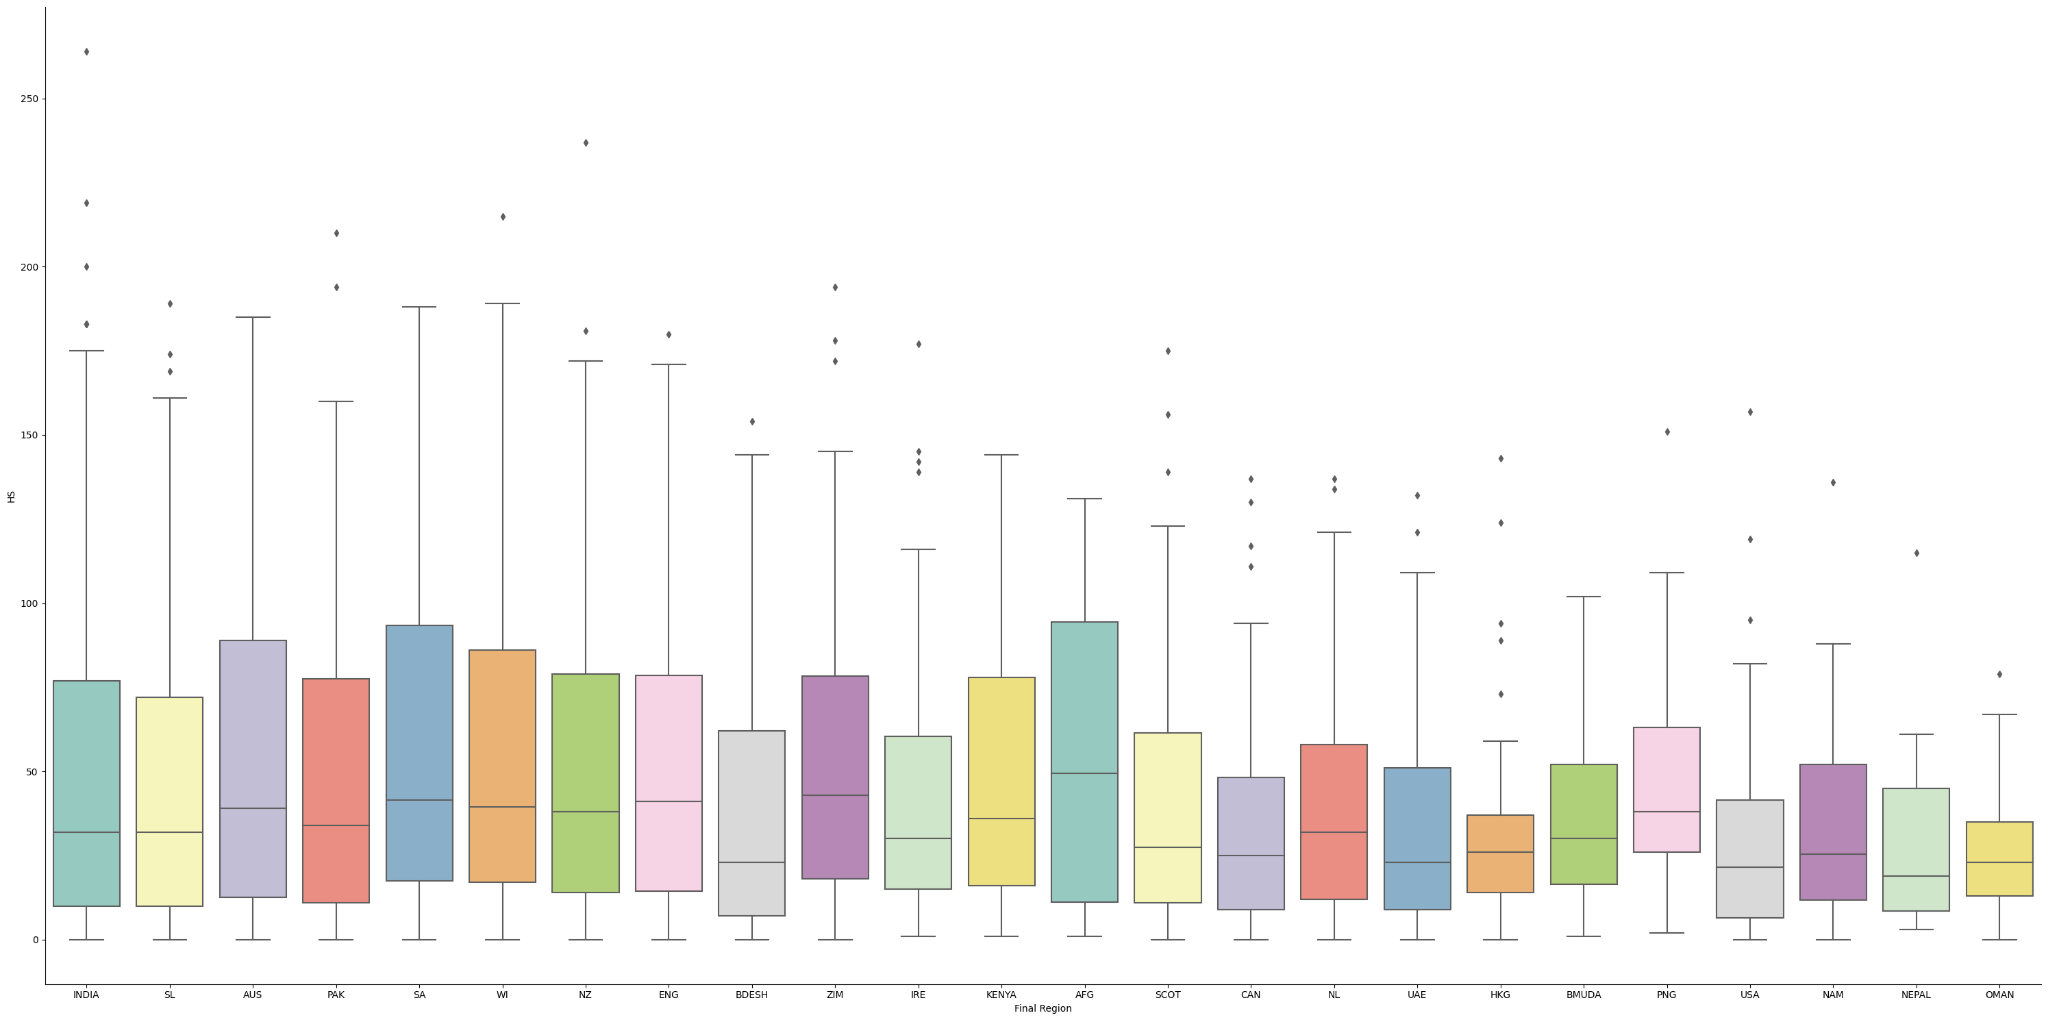 250
200
150
100
50
0
HS
INDIA SL AUS PAK SA WI NZ ENG BDESH ZIM IRE KENYA AFG SCOT CAN NL UAE HKG BMUDA PNG USA NAM NEPAL OMAN
Final Region